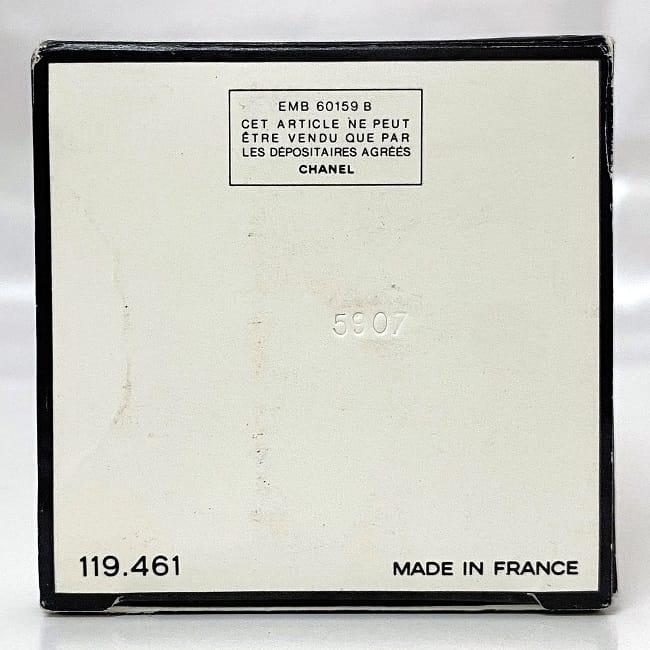 EMB 60159 B
CET ARTICLE NE PEUT
ÊTRE VENDU QUE PAR
LES DÉPOSITAIRES AGRÉÉS
CHANEL
5907
119.461
MADE IN FRANCE